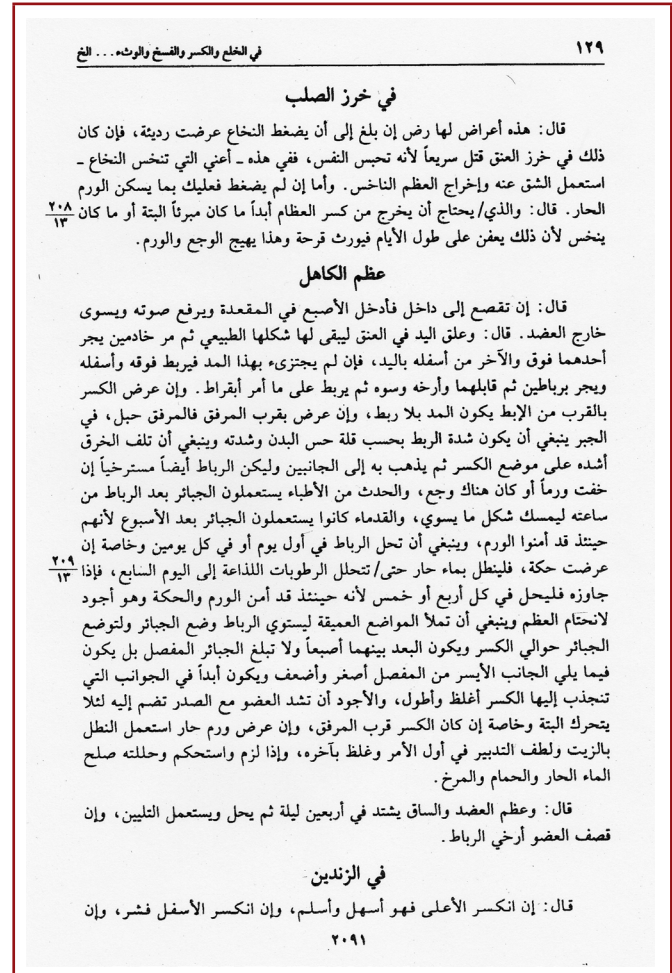 ١٢٩
في الخلع والكسر والفسخ والوثء . . . الخ
في خرز الصلب
قال: هذه أعراض لها رض إن بلغ إلى أن يضغط النخاع عرضت رديئة، فإن كان
ذلك في خرز العنق قتل سريعاً لأنه تحبس النفس، ففي هذه ـ أعني التي تنخس النخاع ـ
استعمل الشق عنه وإخراج العظم الناخس. وأما إن لم يضغط فعليك بما يسكن الورم
الحار. قال: والذي/ يحتاج أن يخرج من كسر العظام أبداً ما كان مبرئاً البتة أو ما كان
٢٠٨
١٣
ينخس لأن ذلك يعفن على طول الأيام فيورث قرحة وهذا يهيج الوجع والورم.
عظم الكاهل
قال: إن تقصع إلى داخل فأدخل الأصبع في المقعدة ويرفع صوته ويسوى
خارج العضد. قال: وعلق اليد في العنق ليبقى لها شكلها الطبيعي ثم مر خادمين يجر
أحدهما فوق والآخر من أسفله باليد، فإن لم يجتزىء بهذا المد فيربط فوقه وأسفله
ويجر برباطين ثم قابلهما وأرخه وسوه ثم يربط على ما أمر أبقراط. وإن عرض الكسر
بالقرب من الإبط يكون المد بلا ربط، وإن عرض بقرب المرفق فالمرفق حبل، في
الجبر ينبغي أن يكون شدة الربط بحسب قلة حس البدن وشدته وينبغي أن تلف الخرق
أشده على موضع الكسر ثم يذهب به إلى الجانبين وليكن الرباط أيضاً مسترخياً إن
خفت ورماً أو كان هناك وجع، والحدث من الأطباء يستعملون الجبائر بعد الرباط من
ساعته ليمسك شكل ما يسوي، والقدماء كانوا يستعملون الجبائر بعد الأسبوع لأنهم
حينئذ قد أمنوا الورم، وينبغي أن تحل الرباط في أول يوم أو في كل يومين وخاصة إن
عرضت حكة، فلينطل بماء حار حتى/ تتحلل الرطوبات اللذاعة إلى اليوم السابع، فإذا
٢٠٩
١٣
جاوزه فليحل في كل أربع أو خمس لأنه حينئذ قد أمن الورم والحكة وهو أجود
لانحتام العظم وينبغي أن تملأ المواضع العميقة ليستوي الرباط وضع الجبائر ولتوضع
الجبائر حوالي الكسر ويكون البعد بينهما أصبعاً ولا تبلغ الجبائر المفصل بل يكون
فيما يلي الجانب الأيسر من المفصل أصغر وأضعف ويكون أبداً في الجوانب التي
تنجذب إليها الكسر أغلظ وأطول، والأجود أن تشد العضو مع الصدر تضم إليه لئلا
يتحرك البتة وخاصة إن كان الكسر قرب المرفق، وإن عرض ورم حار استعمل النطل
بالزيت ولطف التدبير في أول الأمر وغلظ بآخره، وإذا لزم واستحكم وحللته صلح
الماء الحار والحمام والمرخ.
قال: وعظم العضد والساق يشتد في أربعين ليلة ثم يحل ويستعمل التليين، وإن
قصف العضو أرخي الرباط.
في الزندين
قال: إن انكسر الأعلى فهو أسهل وأسلم، وإن انكسر الأسفل فشر، وإن
٢٠٩١